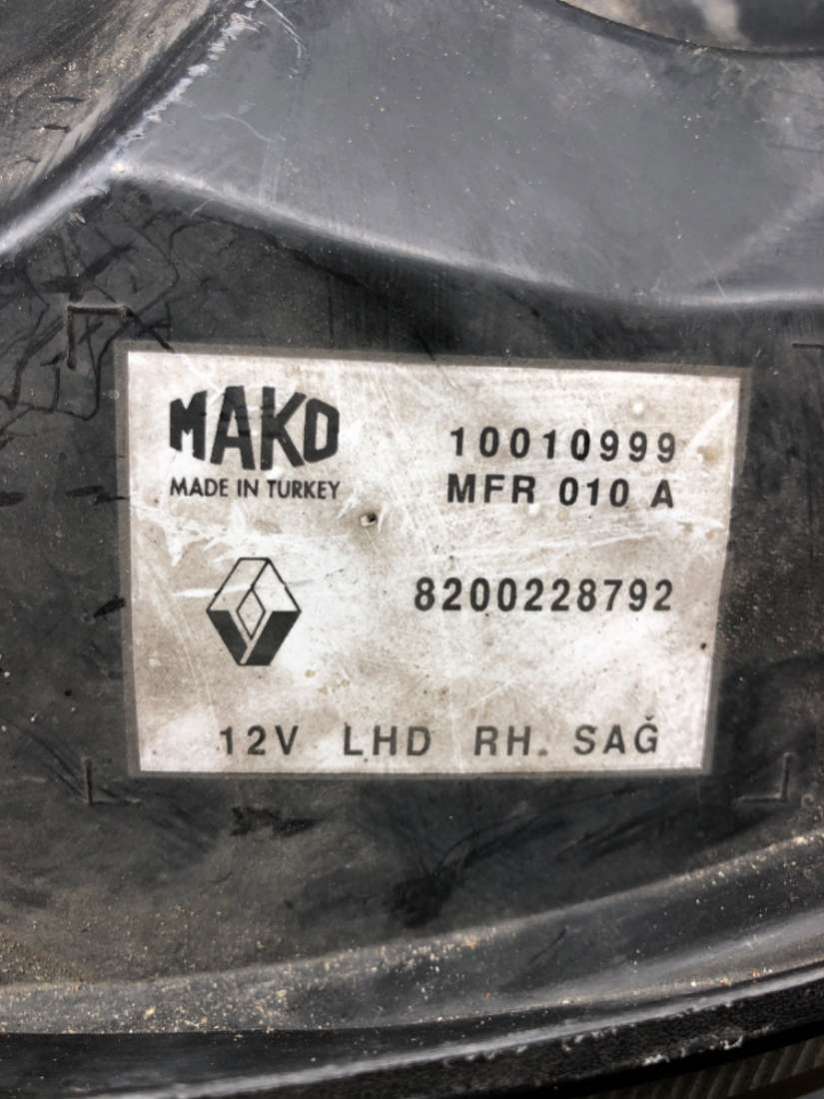 MAKO
MADE IN TURKEY
10010999
MFR 010 A
8200228792
12V LHD RH. SAĞ